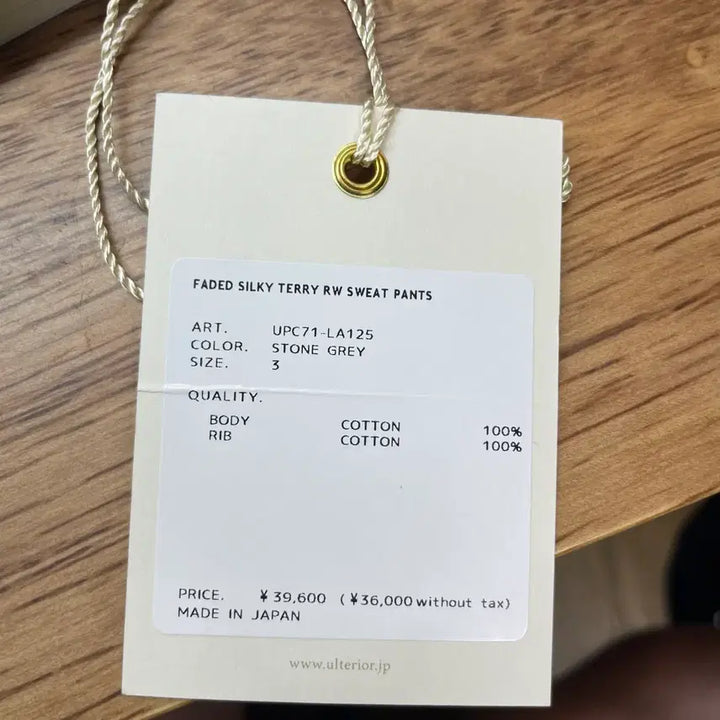 FADED SILKY TERRY RW SWEAT PANTS
ART. UPC71-LA125
COLOR. STONE GREY
SIZE. 3
QUALITY.
BODY COTTON 100%
RIB COTTON 100%
PRICE. ¥39,600 (¥36,000 without tax)
MADE IN JAPAN
www.ulterior.jp